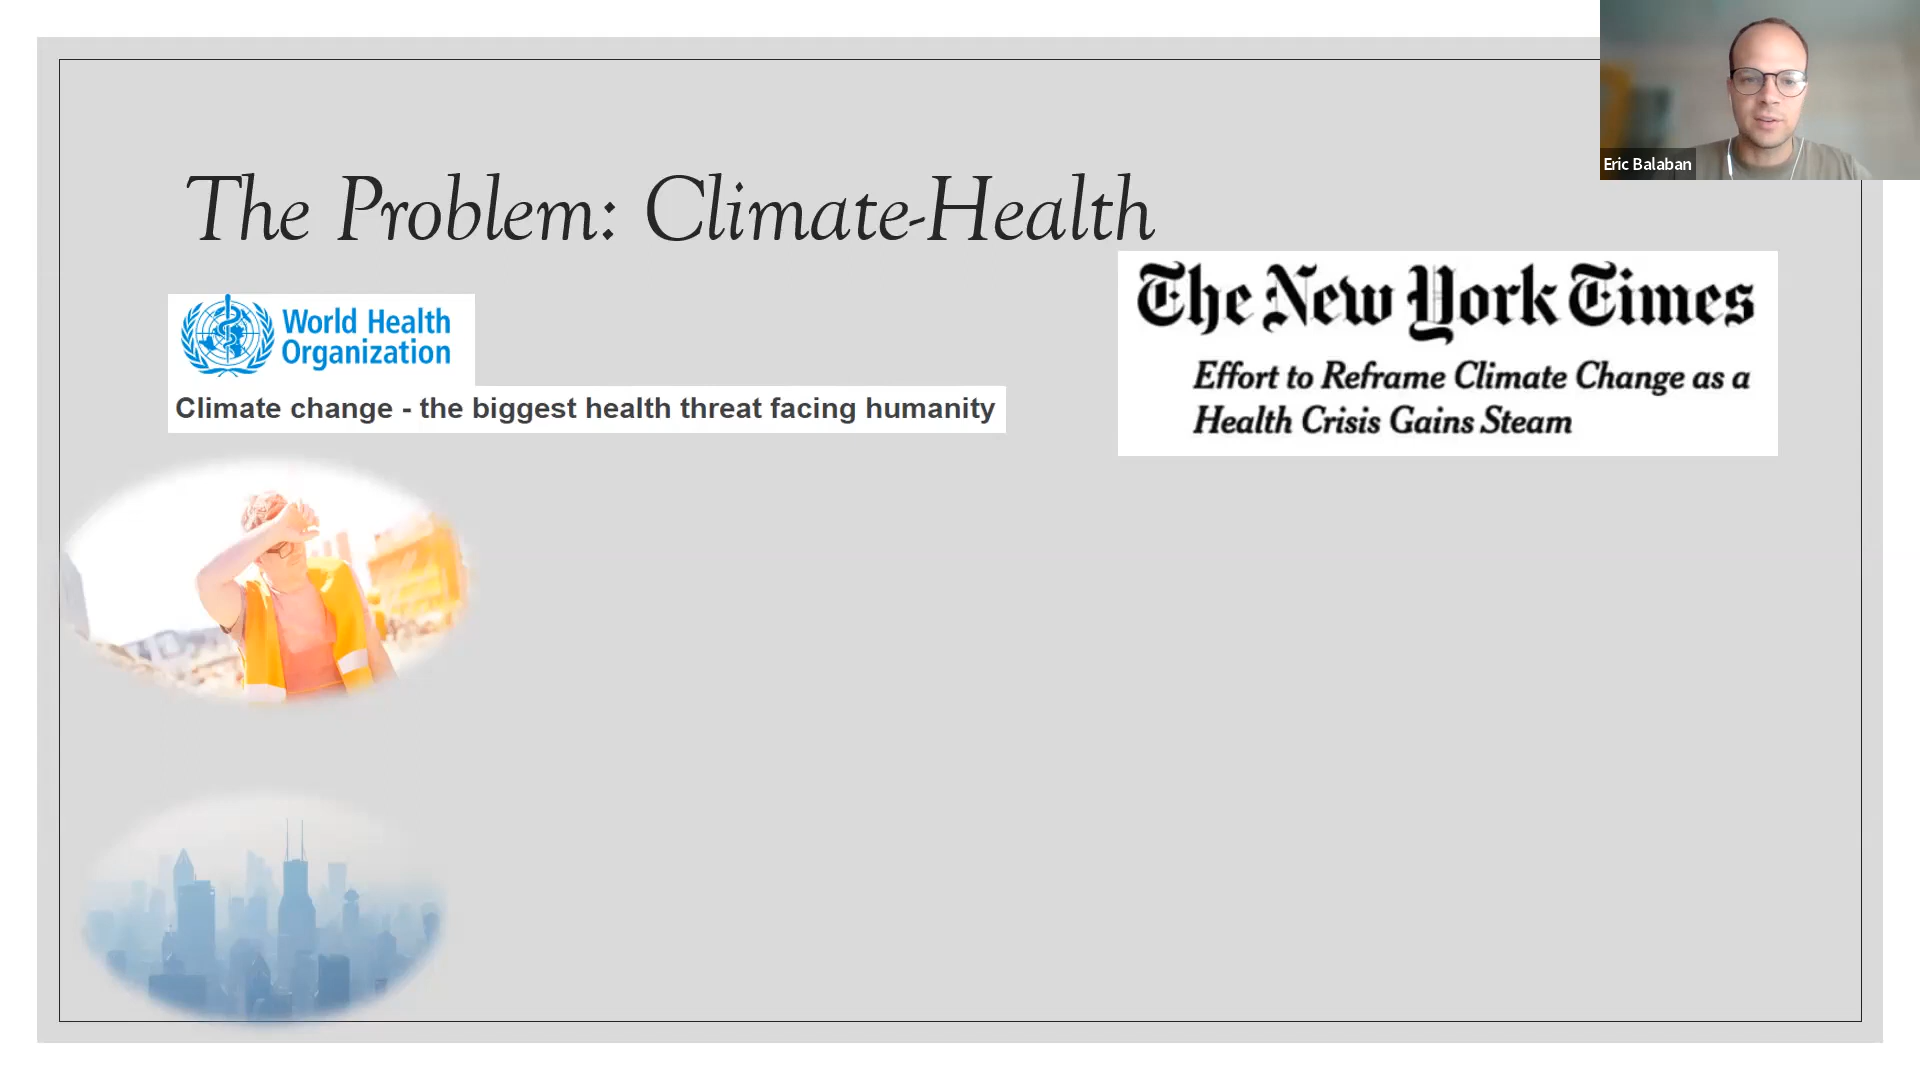 Eric Balaban
The Problem: Climate-Health
World Health
Organization
Climate change - the biggest health threat facing humanity
The New York Times
Effort to Reframe Climate Change as a
Health Crisis Gains Steam